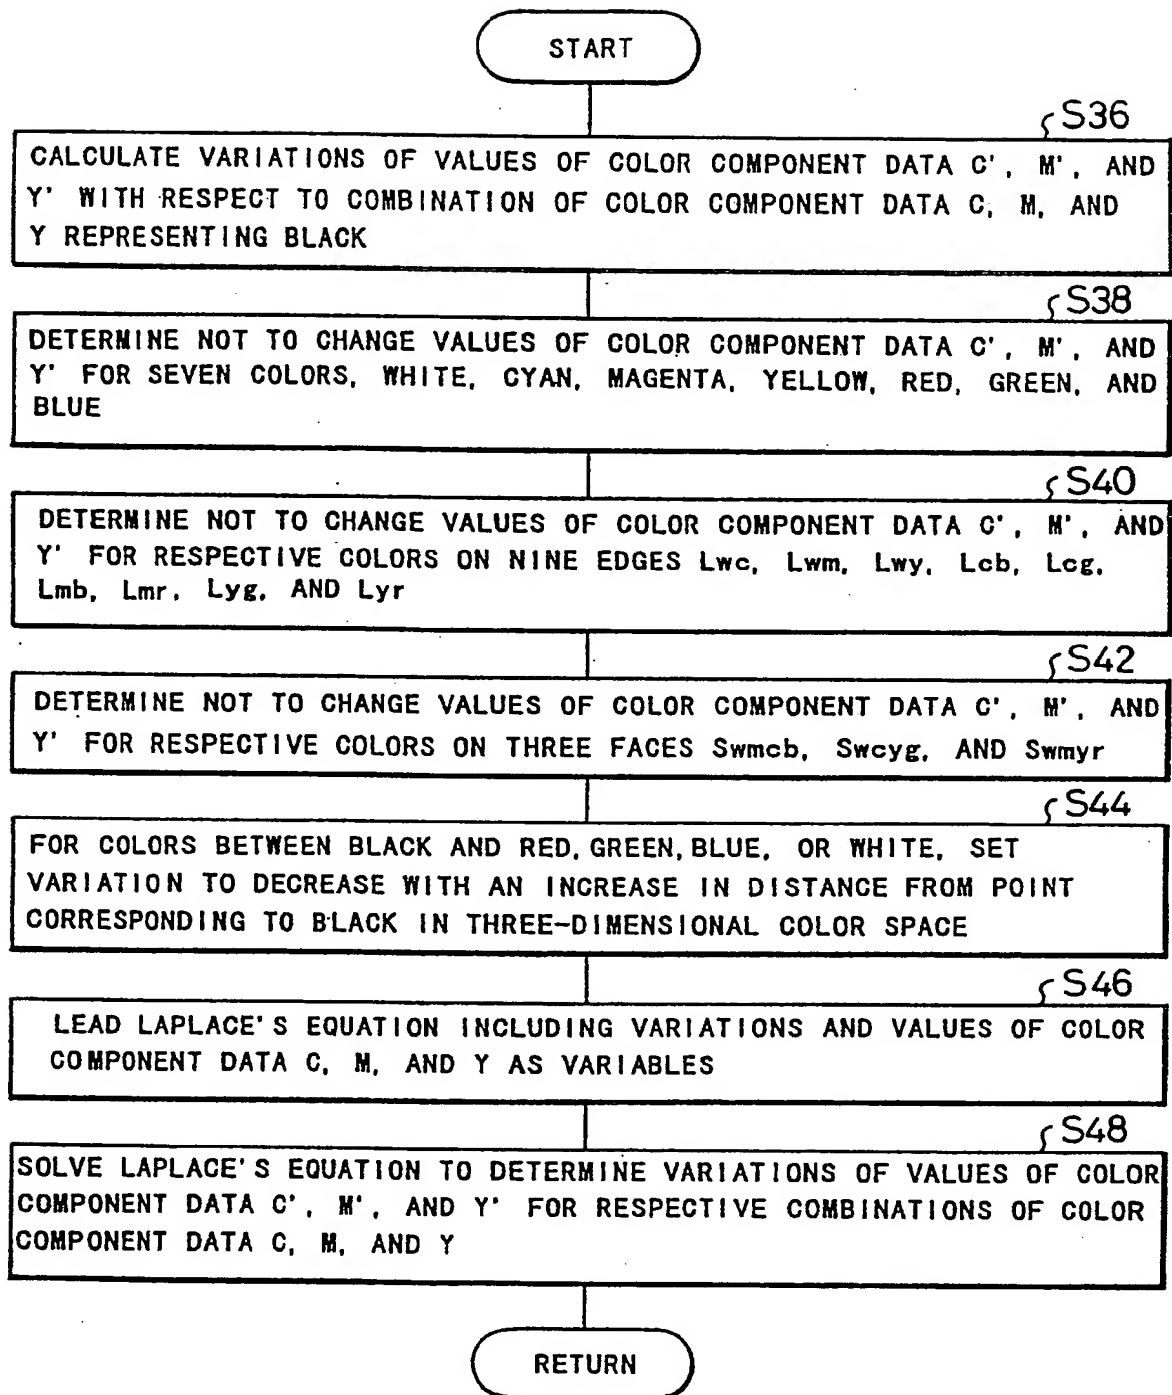 START
S36
CALCULATE VARIATIONS OF VALUES OF COLOR COMPONENT DATA C', M', AND
Y' WITH RESPECT TO COMBINATION OF COLOR COMPONENT DATA C, M, AND
Y REPRESENTING BLACK
S38
DETERMINE NOT TO CHANGE VALUES OF COLOR COMPONENT DATA C', M', AND
Y' FOR SEVEN COLORS, WHITE, CYAN, MAGENTA, YELLOW, RED, GREEN, AND
BLUE
S40
DETERMINE NOT TO CHANGE VALUES OF COLOR COMPONENT DATA C', M', AND
Y' FOR RESPECTIVE COLORS ON NINE EDGES Lwc, Lwm, Lwy, Lcb, Lcg,
Lmb, Lmr, Lyg, AND Lyr
S42
DETERMINE NOT TO CHANGE VALUES OF COLOR COMPONENT DATA C', M', AND
Y' FOR RESPECTIVE COLORS ON THREE FACES Swmcb, Swcyg, AND Swmyr
S44
FOR COLORS BETWEEN BLACK AND RED, GREEN, BLUE, OR WHITE, SET
VARIATION TO DECREASE WITH AN INCREASE IN DISTANCE FROM POINT
CORRESPONDING TO BLACK IN THREE-DIMENSIONAL COLOR SPACE
S46
LEAD LAPLACE'S EQUATION INCLUDING VARIATIONS AND VALUES OF COLOR
COMPONENT DATA C, M, AND Y AS VARIABLES
S48
SOLVE LAPLACE'S EQUATION TO DETERMINE VARIATIONS OF VALUES OF COLOR
COMPONENT DATA C', M', AND Y' FOR RESPECTIVE COMBINATIONS OF COLOR
COMPONENT DATA C, M, AND Y
RETURN